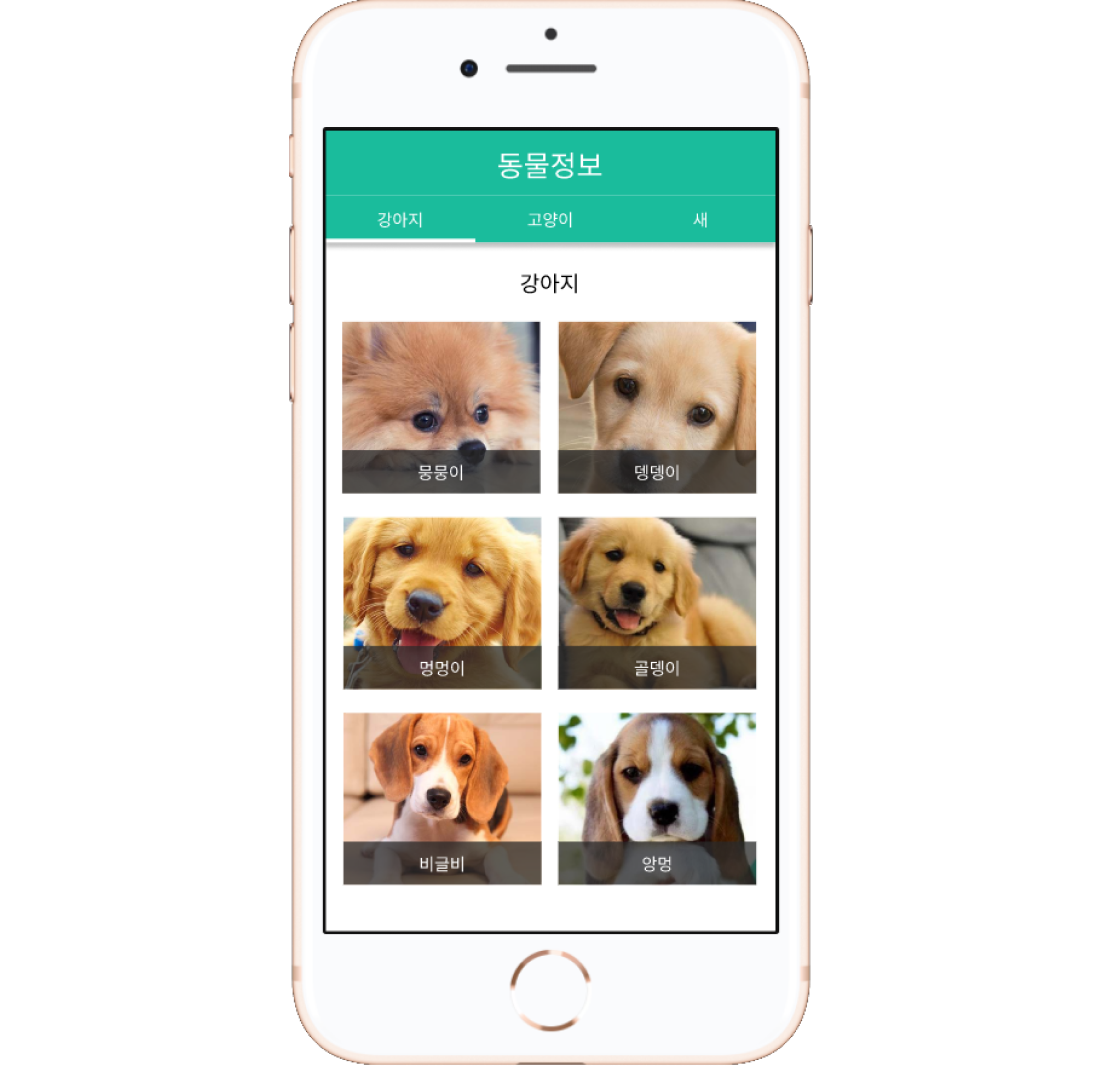 동물정보
강아지 고양이 새
강아지
뭉뭉이 뎅뎅이
멍멍이 골뎅이
비글비 앙멍